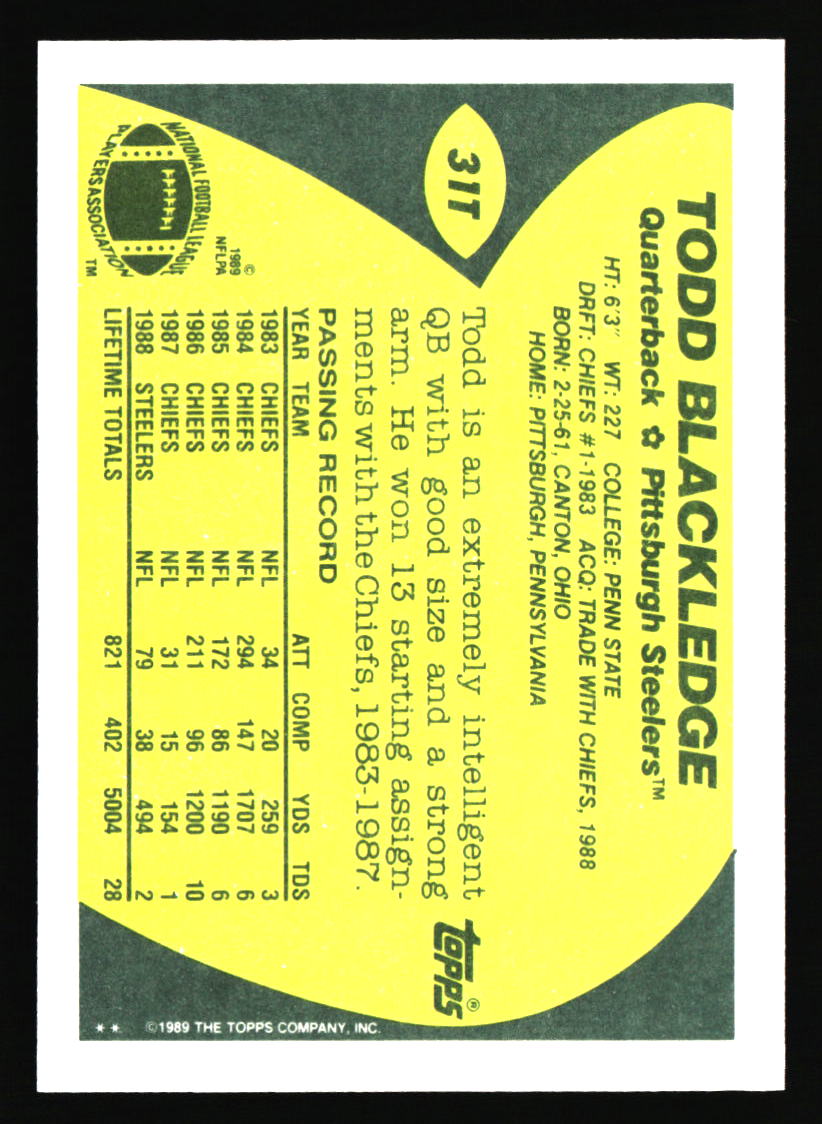 31T
TODD BLACKLEDGE
Quarterback ✿ Pittsburgh Steelers™
HT: 6'3" WT: 227 COLLEGE: PENN STATE
DRFT: CHIEFS #1-1983 ACQ: TRADE WITH CHIEFS, 1988
BORN: 2-25-61, CANTON, OHIO
HOME: PITTSBURGH, PENNSYLVANIA
Todd is an extremely intelligent
QB with good size and a strong
arm. He won 13 starting assign-
ments with the Chiefs, 1983-1987.
topps®
PASSING RECORD
YEAR TEAM ATT COMP YDS TDS
1983 CHIEFS NFL 34 20 259 3
1984 CHIEFS NFL 294 147 1707 6
1985 CHIEFS NFL 172 86 1190 6
1986 CHIEFS NFL 211 96 1200 10
1987 CHIEFS NFL 31 15 154 1
1988 STEELERS NFL 79 38 494 2
LIFETIME TOTALS 821 402 5004 28
©
1989
NFLPA
NATIONAL FOOTBALL LEAGUE
PLAYERS ASSOCIATION
TM
** ©1989 THE TOPPS COMPANY, INC.